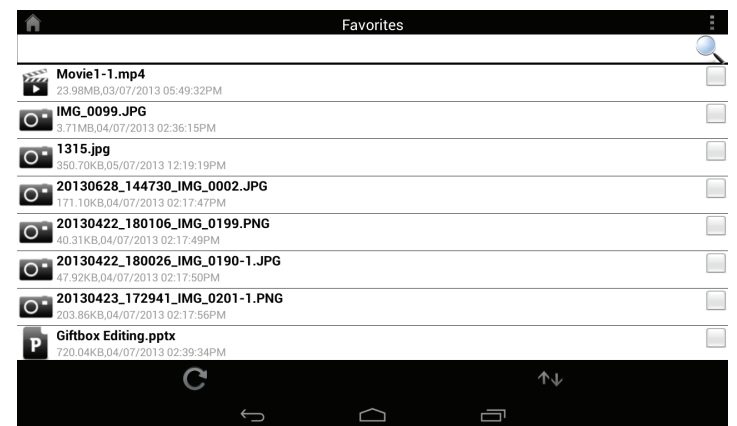 Favorites
Movie1-1.mp4
23.98MB,03/07/2013 05:49:32PM
IMG_0099.JPG
3.71MB,04/07/2013 02:36:15PM
1315.jpg
350.70KB,05/07/2013 12:19:19PM
20130628_144730_IMG_0002.JPG
171.10KB,04/07/2013 02:17:47PM
20130422_180106_IMG_0199.PNG
40.31KB,04/07/2013 02:17:49PM
20130422_180026_IMG_0190-1.JPG
47.92KB,04/07/2013 02:17:50PM
20130423_172941_IMG_0201-1.PNG
203.86KB,04/07/2013 02:17:56PM
P
Giftbox Editing.pptx
720.04KB,04/07/2013 02:39:34PM